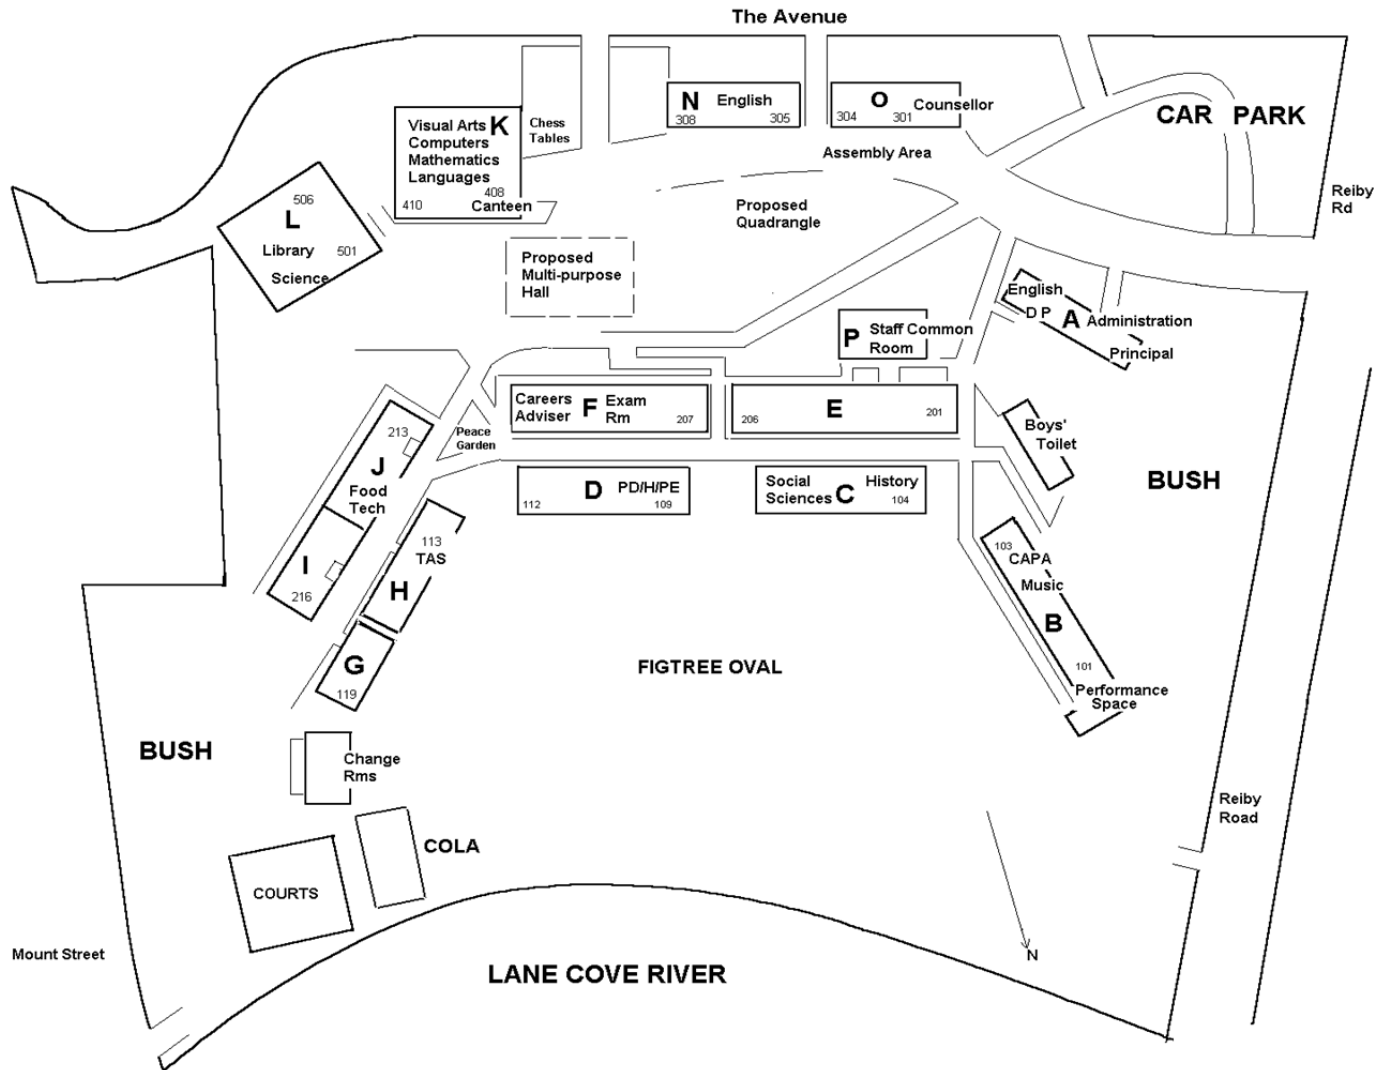 The Avenue
N English
308 305
O Counsellor
304 301
CAR PARK
Visual Arts K
Computers
Mathematics
Languages
408
410 Canteen
Chess
Tables
Assembly Area
Reiby
Rd
506
L
Library 501
Science
Proposed
Quadrangle
Proposed
Multi-purpose
Hall
English
D P A Administration
Principal
P Staff Common
Room
Careers
Adviser F Exam
Rm 207
206 E 201
Boys'
Toilet
Peace
Garden
213
J
Food
Tech
I
216
BUSH
D PD/H/PE
112 109
Social
Sciences C History
104
113
TAS
H
G
119
103 CAPA
Music
B
101
Performance
Space
FIGTREE OVAL
BUSH
Change
Rms
Reiby
Road
COLA
COURTS
Mount Street
N
LANE COVE RIVER